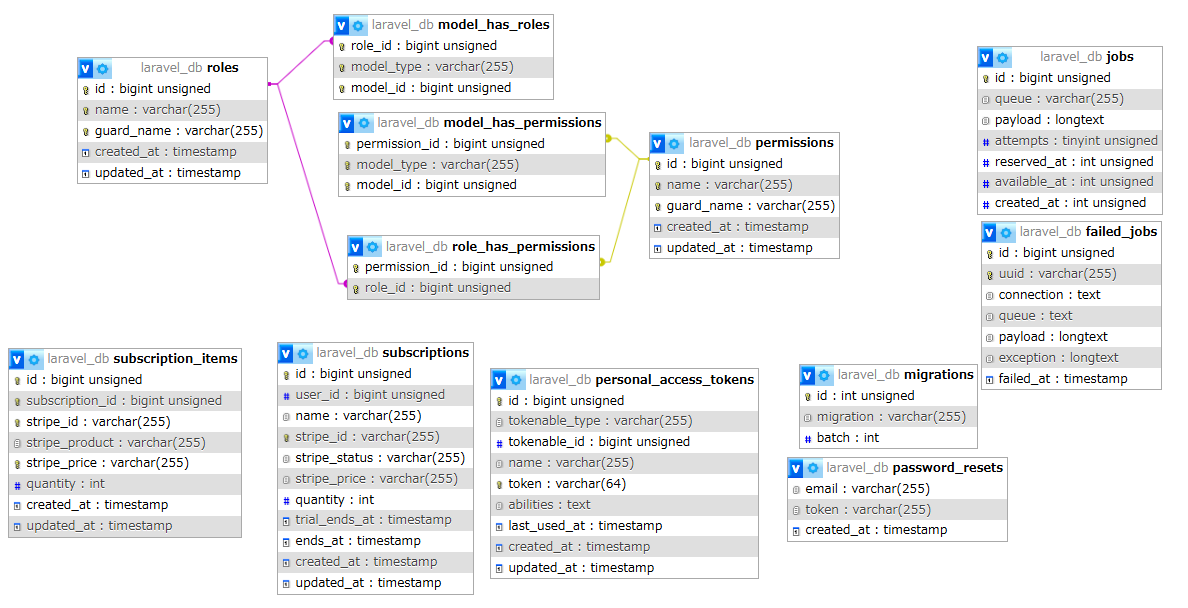 laravel_db roles
id : bigint unsigned
name : varchar(255)
guard_name : varchar(255)
created_at : timestamp
updated_at : timestamp
laravel_db model_has_roles
role_id : bigint unsigned
model_type : varchar(255)
model_id : bigint unsigned
laravel_db model_has_permissions
permission_id : bigint unsigned
model_type : varchar(255)
model_id : bigint unsigned
laravel_db role_has_permissions
permission_id : bigint unsigned
role_id : bigint unsigned
laravel_db permissions
id : bigint unsigned
name : varchar(255)
guard_name : varchar(255)
created_at : timestamp
updated_at : timestamp
laravel_db jobs
id : bigint unsigned
queue : varchar(255)
payload : longtext
attempts : tinyint unsigned
reserved_at : int unsigned
available_at : int unsigned
created_at : int unsigned
laravel_db failed_jobs
id : bigint unsigned
uuid : varchar(255)
connection : text
queue : text
payload : longtext
exception : longtext
failed_at : timestamp
laravel_db subscription_items
id : bigint unsigned
subscription_id : bigint unsigned
stripe_id : varchar(255)
stripe_product : varchar(255)
stripe_price : varchar(255)
quantity : int
created_at : timestamp
updated_at : timestamp
laravel_db subscriptions
id : bigint unsigned
user_id : bigint unsigned
name : varchar(255)
stripe_id : varchar(255)
stripe_status : varchar(255)
stripe_price : varchar(255)
quantity : int
trial_ends_at : timestamp
ends_at : timestamp
created_at : timestamp
updated_at : timestamp
laravel_db personal_access_tokens
id : bigint unsigned
tokenable_type : varchar(255)
tokenable_id : bigint unsigned
name : varchar(255)
token : varchar(64)
abilities : text
last_used_at : timestamp
created_at : timestamp
updated_at : timestamp
laravel_db migrations
id : int unsigned
migration : varchar(255)
batch : int
laravel_db password_resets
email : varchar(255)
token : varchar(255)
created_at : timestamp